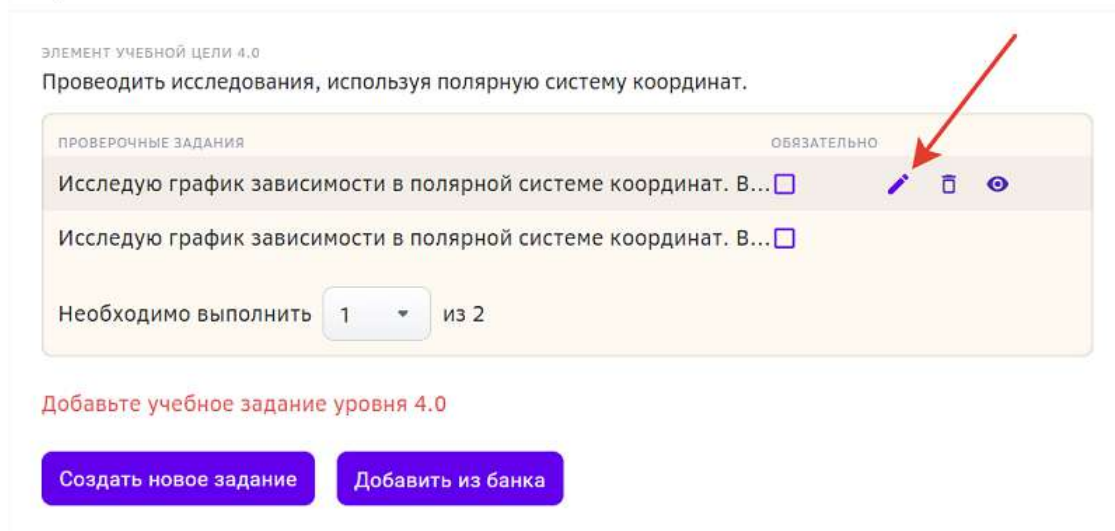 ЭЛЕМЕНТ УЧЕБНОЙ ЦЕЛИ 4.0
Провеодить исследования, используя полярную систему координат.
ПРОВЕРОЧНЫЕ ЗАДАНИЯ ОБЯЗАТЕЛЬНО
Исследую график зависимости в полярной системе координат. В...
Исследую график зависимости в полярной системе координат. В...
Необходимо выполнить 1 из 2
Добавьте учебное задание уровня 4.0
Создать новое задание Добавить из банка